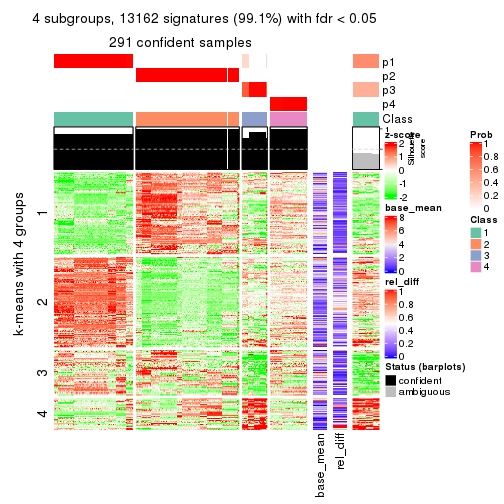 4 subgroups, 13162 signatures (99.1%) with fdr < 0.05
291 confident samples
p1
p2
p3
p4
Class
1
Silhouette
score
k-means with 4 groups
1
2
3
4
base_mean
rel_diff
z-score
2
1
0
-1
-2
base_mean
8
6
4
2
0
rel_diff
1
0.8
0.6
0.4
0.2
0
Status (barplots)
confident
ambiguous
Prob
1
0.8
0.6
0.4
0.2
0
Class
1
2
3
4